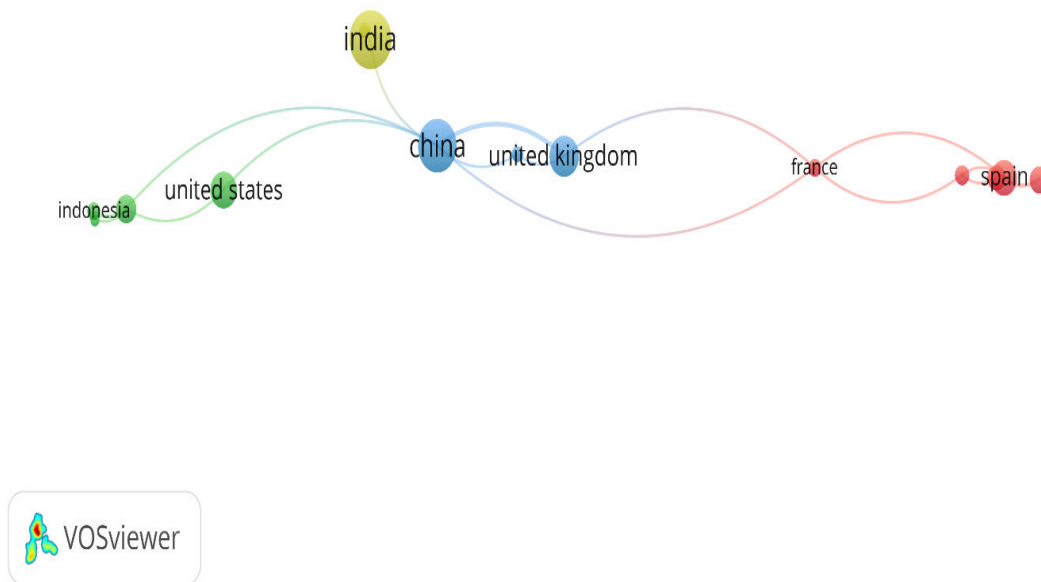 india
china
united kingdom
france
spain
united states
indonesia
VOSviewer